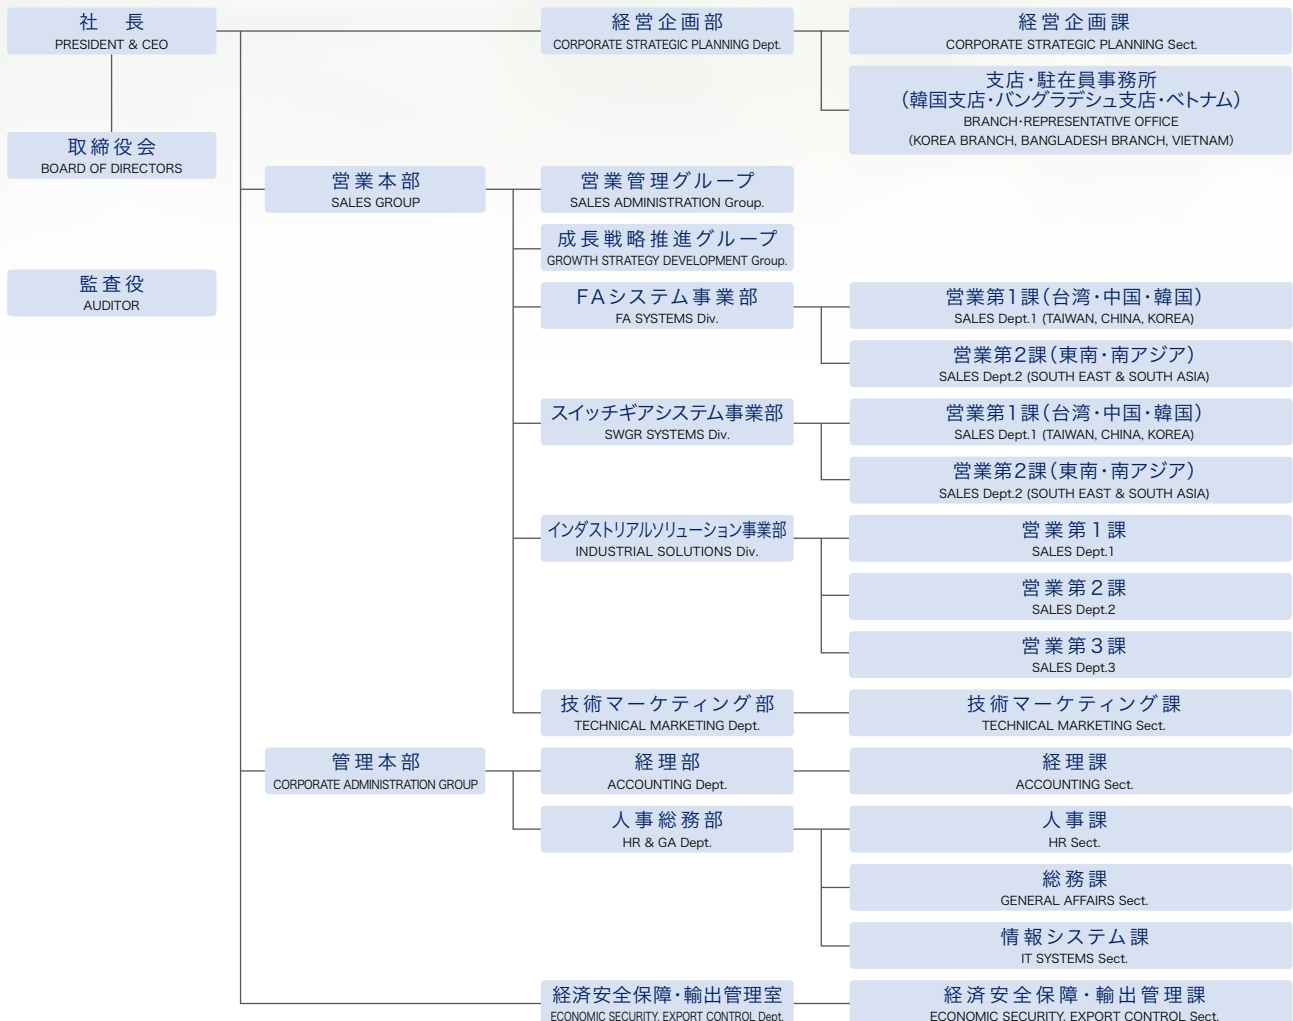 社　長
PRESIDENT & CEO
取締役会
BOARD OF DIRECTORS
監査役
AUDITOR
経営企画部
CORPORATE STRATEGIC PLANNING Dept.
経営企画課
CORPORATE STRATEGIC PLANNING Sect.
支店・駐在員事務所
（韓国支店・バングラデシュ支店・ベトナム）
BRANCH・REPRESENTATIVE OFFICE
(KOREA BRANCH, BANGLADESH BRANCH, VIETNAM)
営業本部
SALES GROUP
営業管理グループ
SALES ADMINISTRATION Group.
成長戦略推進グループ
GROWTH STRATEGY DEVELOPMENT Group.
FAシステム事業部
FA SYSTEMS Div.
営業第1課（台湾・中国・韓国）
SALES Dept.1 (TAIWAN, CHINA, KOREA)
営業第2課（東南・南アジア）
SALES Dept.2 (SOUTH EAST & SOUTH ASIA)
スイッチギアシステム事業部
SWGR SYSTEMS Div.
営業第1課（台湾・中国・韓国）
SALES Dept.1 (TAIWAN, CHINA, KOREA)
営業第2課（東南・南アジア）
SALES Dept.2 (SOUTH EAST & SOUTH ASIA)
インダストリアルソリューション事業部
INDUSTRIAL SOLUTIONS Div.
営業第1課
SALES Dept.1
営業第2課
SALES Dept.2
営業第3課
SALES Dept.3
技術マーケティング部
TECHNICAL MARKETING Dept.
技術マーケティング課
TECHNICAL MARKETING Sect.
管理本部
CORPORATE ADMINISTRATION GROUP
経理部
ACCOUNTING Dept.
経理課
ACCOUNTING Sect.
人事総務部
HR & GA Dept.
人事課
HR Sect.
総務課
GENERAL AFFAIRS Sect.
情報システム課
IT SYSTEMS Sect.
経済安全保障・輸出管理室
ECONOMIC SECURITY, EXPORT CONTROL Dept.
経済安全保障・輸出管理課
ECONOMIC SECURITY, EXPORT CONTROL Sect.